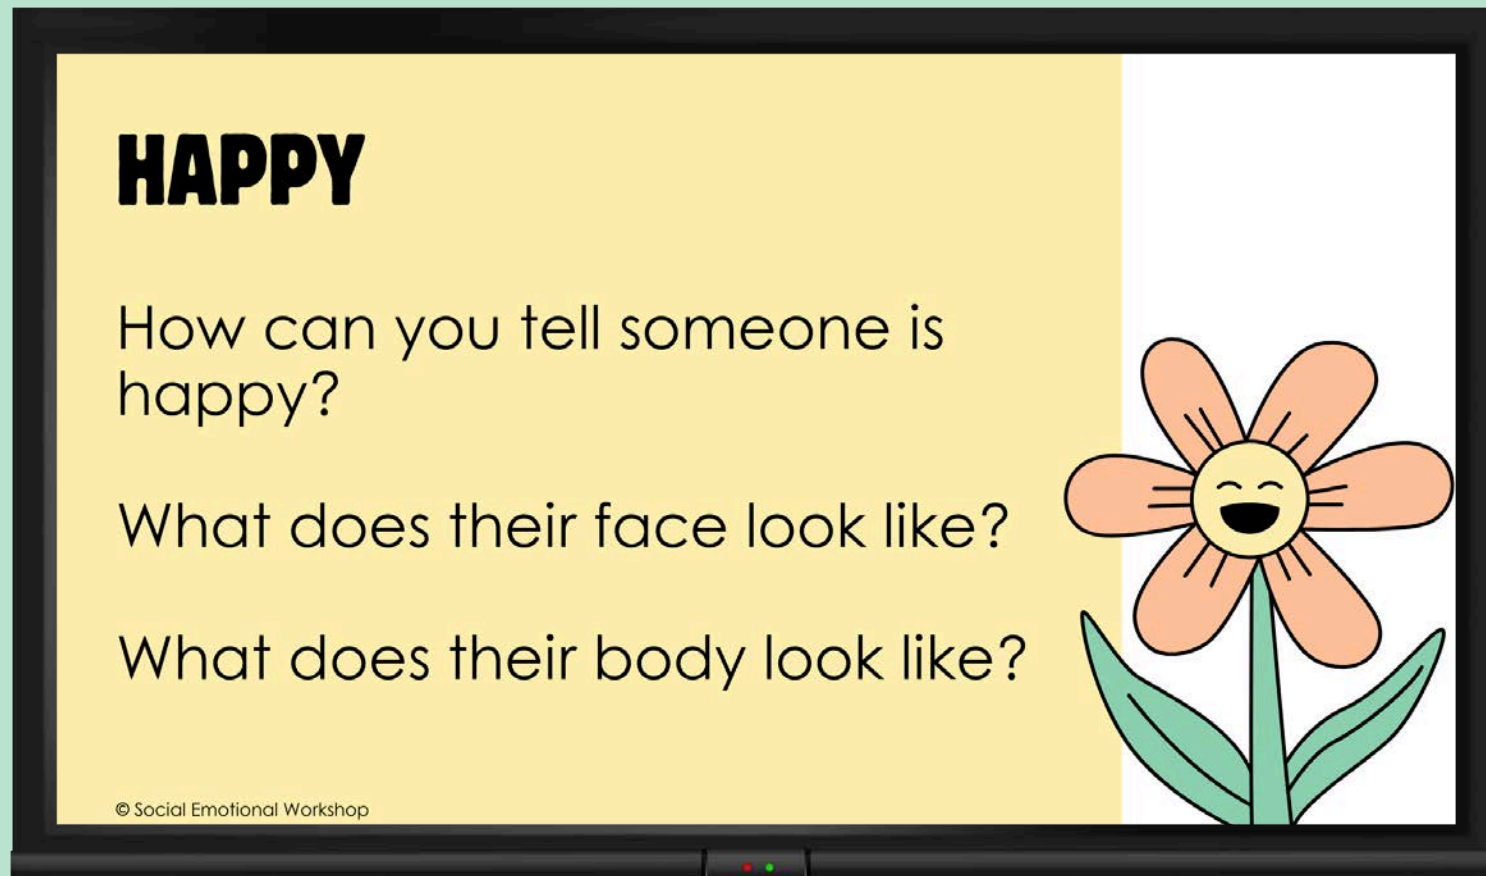 HAPPY
How can you tell someone is
happy?
What does their face look like?
What does their body look like?
© Social Emotional Workshop